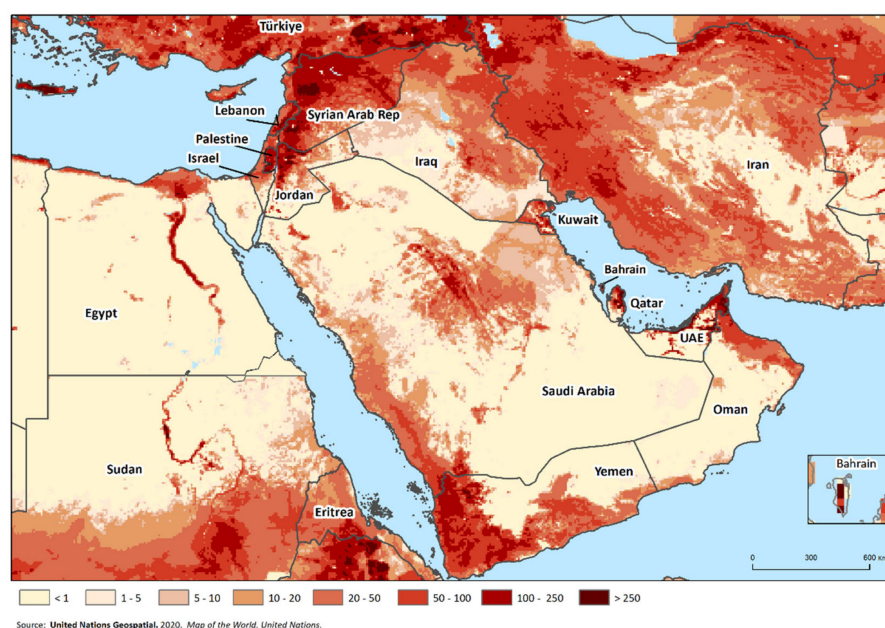 Türkiye
Lebanon
Syrian Arab Rep
Palestine
Israel
Iraq
Iran
Jordan
Kuwait
Bahrain
Qatar
Egypt
UAE
Saudi Arabia
Oman
Sudan
Yemen
Bahrain
Eritrea
0 300 600 Km
< 1 1 - 5 5 - 10 10 - 20 20 - 50 50 - 100 100 - 250 > 250
Source: United Nations Geospatial. 2020. Map of the World. United Nations.